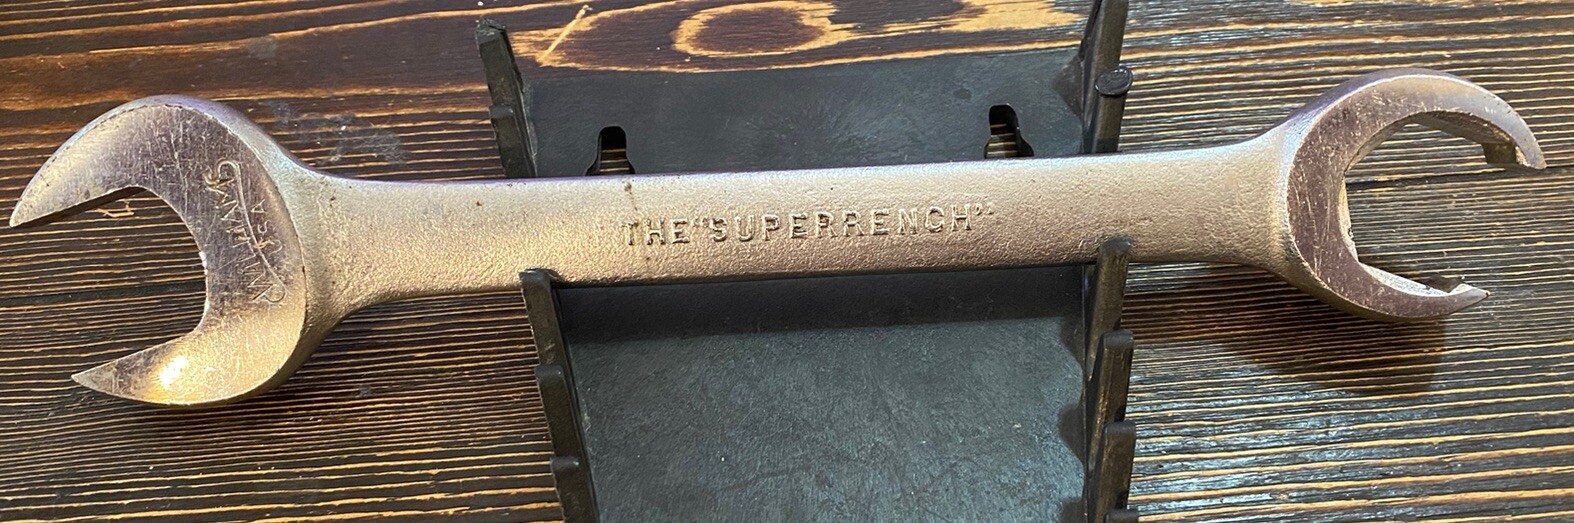 WILLIAMS
U.S.A.
THE "SUPERRENCH"